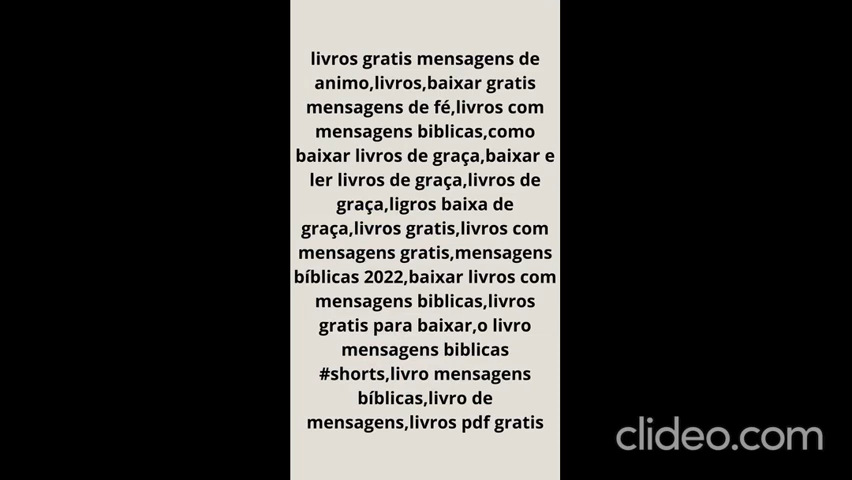 livros gratis mensagens de
animo,livros,baixar gratis
mensagens de fé,livros com
mensagens biblicas,como
baixar livros de graça,baixar e
ler livros de graça,livros de
graça,ligros baixa de
graça,livros gratis,livros com
mensagens gratis,mensagens
bíblicas 2022,baixar livros com
mensagens biblicas,livros
gratis para baixar,o livro
mensagens biblicas
#shorts,livro mensagens
bíblicas,livro de
mensagens,livros pdf gratis
clideo.com